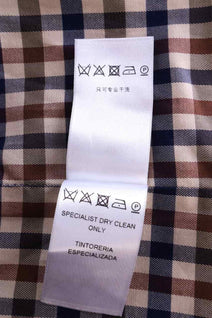 只可专业干洗
SPECIALIST DRY CLEAN
ONLY
TINTORERIA
ESPECIALIZADA